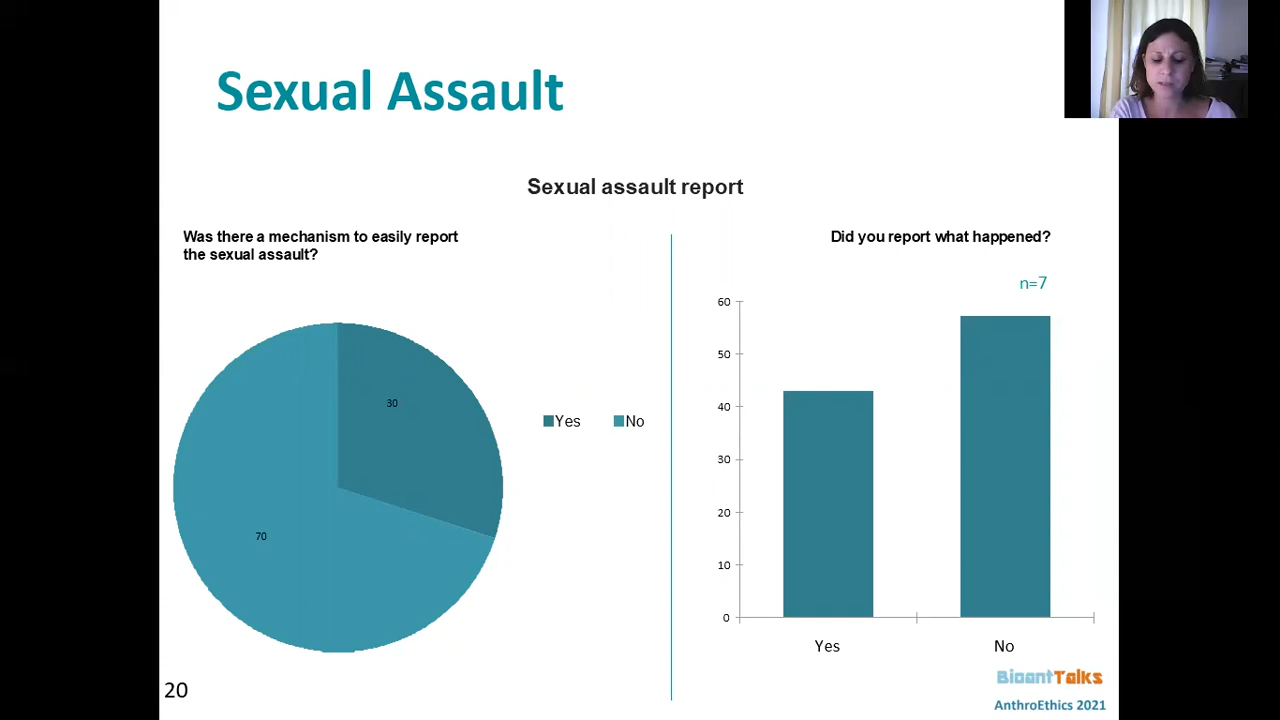 Sexual Assault
Sexual assault report
Was there a mechanism to easily report
the sexual assault?
30
70
Yes
No
Did you report what happened?
n=7
60
50
40
30
20
10
0
Yes
No
20
BioantTalks
AnthroEthics 2021